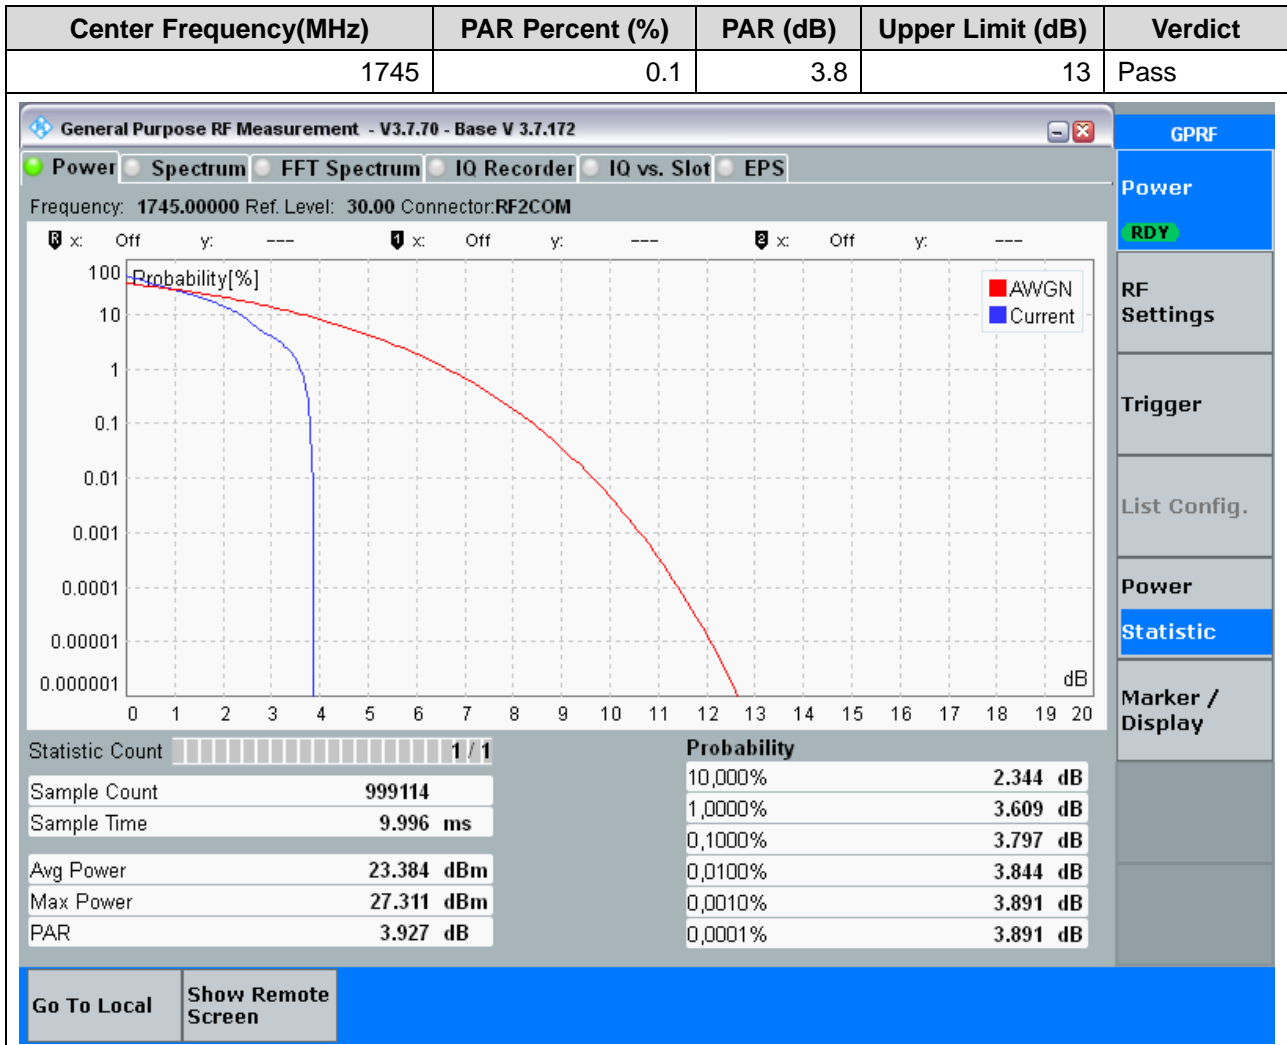 Center Frequency(MHz) PAR Percent (%) PAR (dB) Upper Limit (dB) Verdict
1745 0.1 3.8 13 Pass
General Purpose RF Measurement - V3.7.70 - Base V 3.7.172
GPRF
Power Spectrum FFT Spectrum IQ Recorder IQ vs. Slot EPS
Power
RDY
Frequency: 1745.00000 Ref. Level: 30.00 Connector:RF2COM
R x: Off y: --- 1 x: Off y: --- 2 x: Off y: ---
Probability[%]
AWGN
Current
100
10
1
0.1
0.01
0.001
0.0001
0.00001
0.000001
dB
0 1 2 3 4 5 6 7 8 9 10 11 12 13 14 15 16 17 18 19 20
RF
Settings
Trigger
List Config.
Power
Statistic
Marker /
Display
Statistic Count 1 / 1
Sample Count 999114
Sample Time 9.996 ms
Avg Power 23.384 dBm
Max Power 27.311 dBm
PAR 3.927 dB
Probability
10,000% 2.344 dB
1,0000% 3.609 dB
0,1000% 3.797 dB
0,0100% 3.844 dB
0,0010% 3.891 dB
0,0001% 3.891 dB
Go To Local
Show Remote
Screen